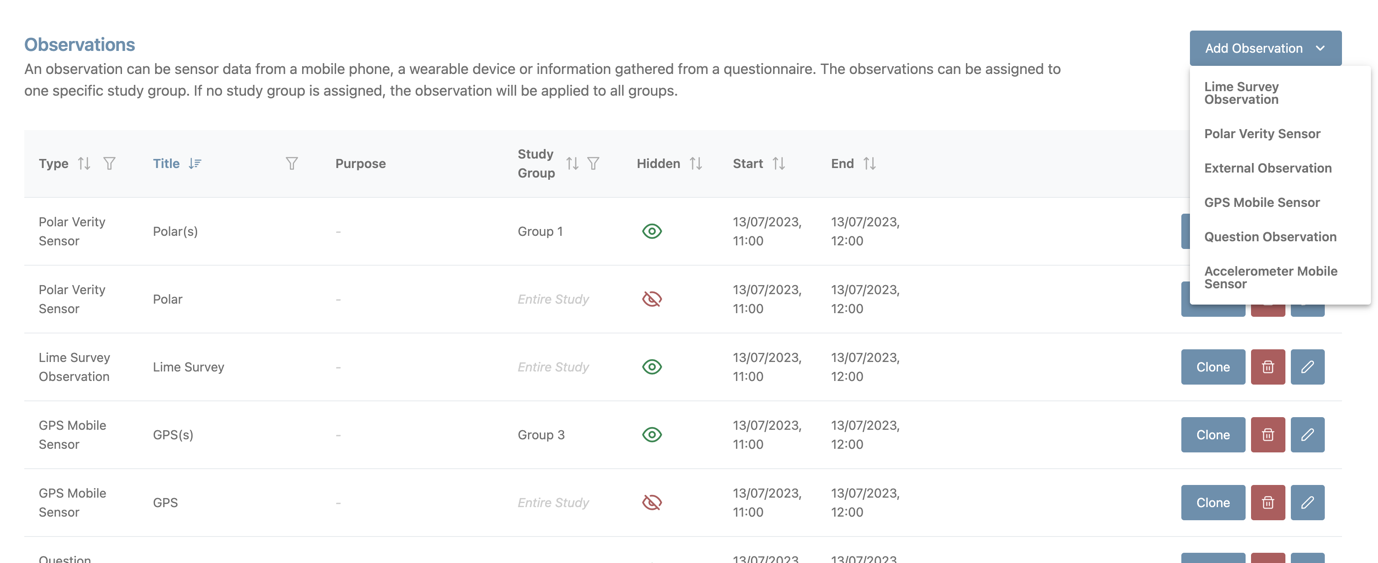 Observations
Add Observation
An observation can be sensor data from a mobile phone, a wearable device or information gathered from a questionnaire. The observations can be assigned to
one specific study group. If no study group is assigned, the observation will be applied to all groups.
Lime Survey
Observation
Polar Verity Sensor
External Observation
GPS Mobile Sensor
Question Observation
Accelerometer Mobile
Sensor
Type Title Purpose Study Group Hidden Start End
Polar Verity
Sensor
Polar(s)
-
Group 1
13/07/2023,
11:00
13/07/2023,
12:00
Polar Verity
Sensor
Polar
-
Entire Study
13/07/2023,
11:00
13/07/2023,
12:00
Lime Survey
Observation
Lime Survey
-
Entire Study
13/07/2023,
11:00
13/07/2023,
12:00
Clone
GPS Mobile
Sensor
GPS(s)
-
Group 3
13/07/2023,
11:00
13/07/2023,
12:00
Clone
GPS Mobile
Sensor
GPS
-
Entire Study
13/07/2023,
11:00
13/07/2023,
12:00
Clone
Question
13/07/2023
13/07/2023